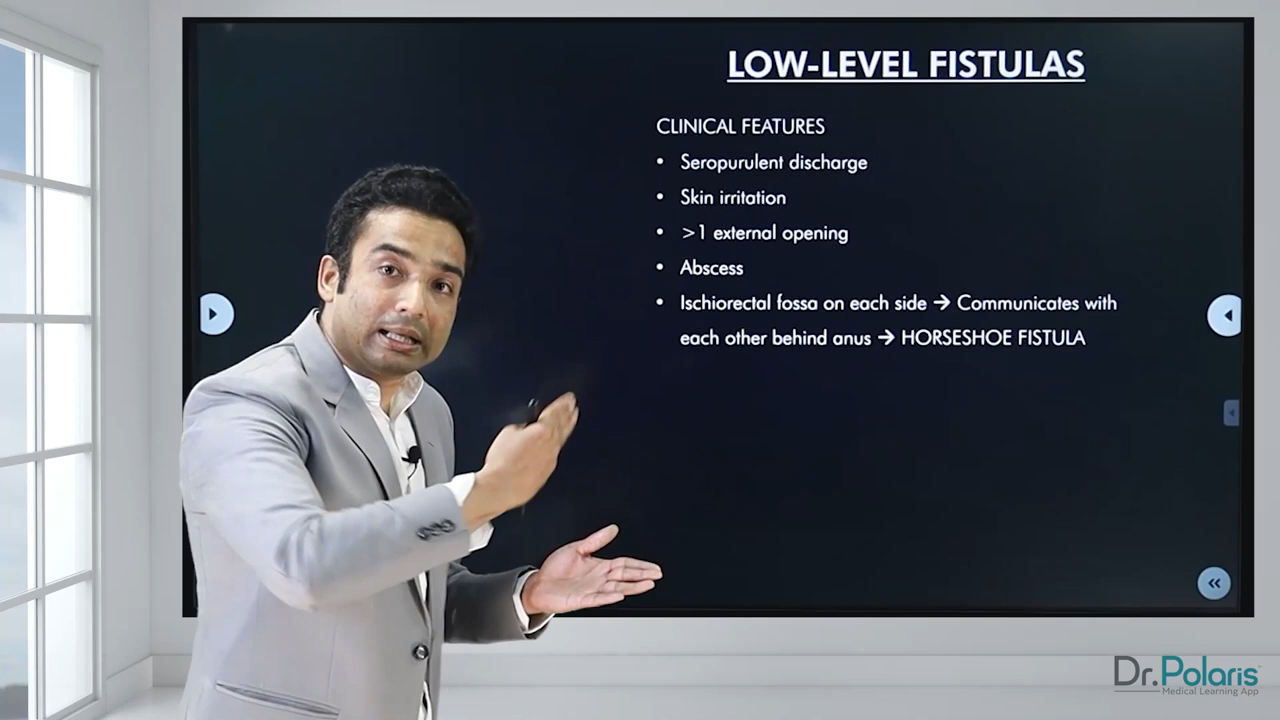 LOW-LEVEL FISTULAS
CLINICAL FEATURES
• Seropurulent discharge
• Skin irritation
• >1 external opening
• Abscess
• Ischiorectal fossa on each side → Communicates with
each other behind anus → HORSESHOE FISTULA
Dr.Polaris
Medical Learning App